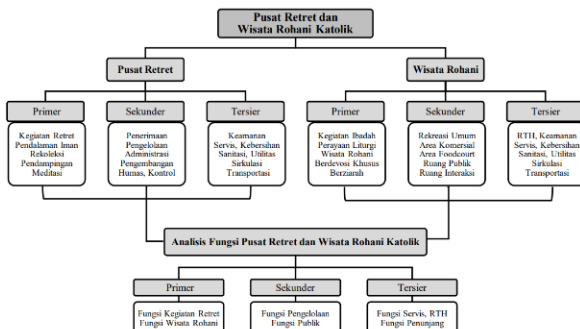 Pusat Retret dan
Wisata Rohani Katolik
Pusat Retret
Wisata Rohani
Primer
Kegiatan Retret
Pendalaman Iman
Rekoleksi
Pendampingan
Meditasi
Sekunder
Penerimaan
Pengelolaan
Administrasi
Pengembangan
Humas, Kontrol
Tersier
Keamanan
Servis, Kebersihan
Sanitasi, Utilitas
Sirkulasi
Transportasi
Primer
Kegiatan Ibadah
Perayaan Liturgi
Wisata Rohani
Berdevosi Khusus
Berziarah
Sekunder
Rekreasi Umum
Area Komersial
Area Foodcourt
Ruang Publik
Ruang Interaksi
Tersier
RTH, Keamanan
Servis, Kebersihan
Sanitasi, Utilitas
Sirkulasi
Transportasi
Analisis Fungsi Pusat Retret dan Wisata Rohani Katolik
Primer
Fungsi Kegiatan Retret
Fungsi Wisata Rohani
Sekunder
Fungsi Pengelolaan
Fungsi Publik
Tersier
Fungsi Servis, RTH
Fungsi Penunjang